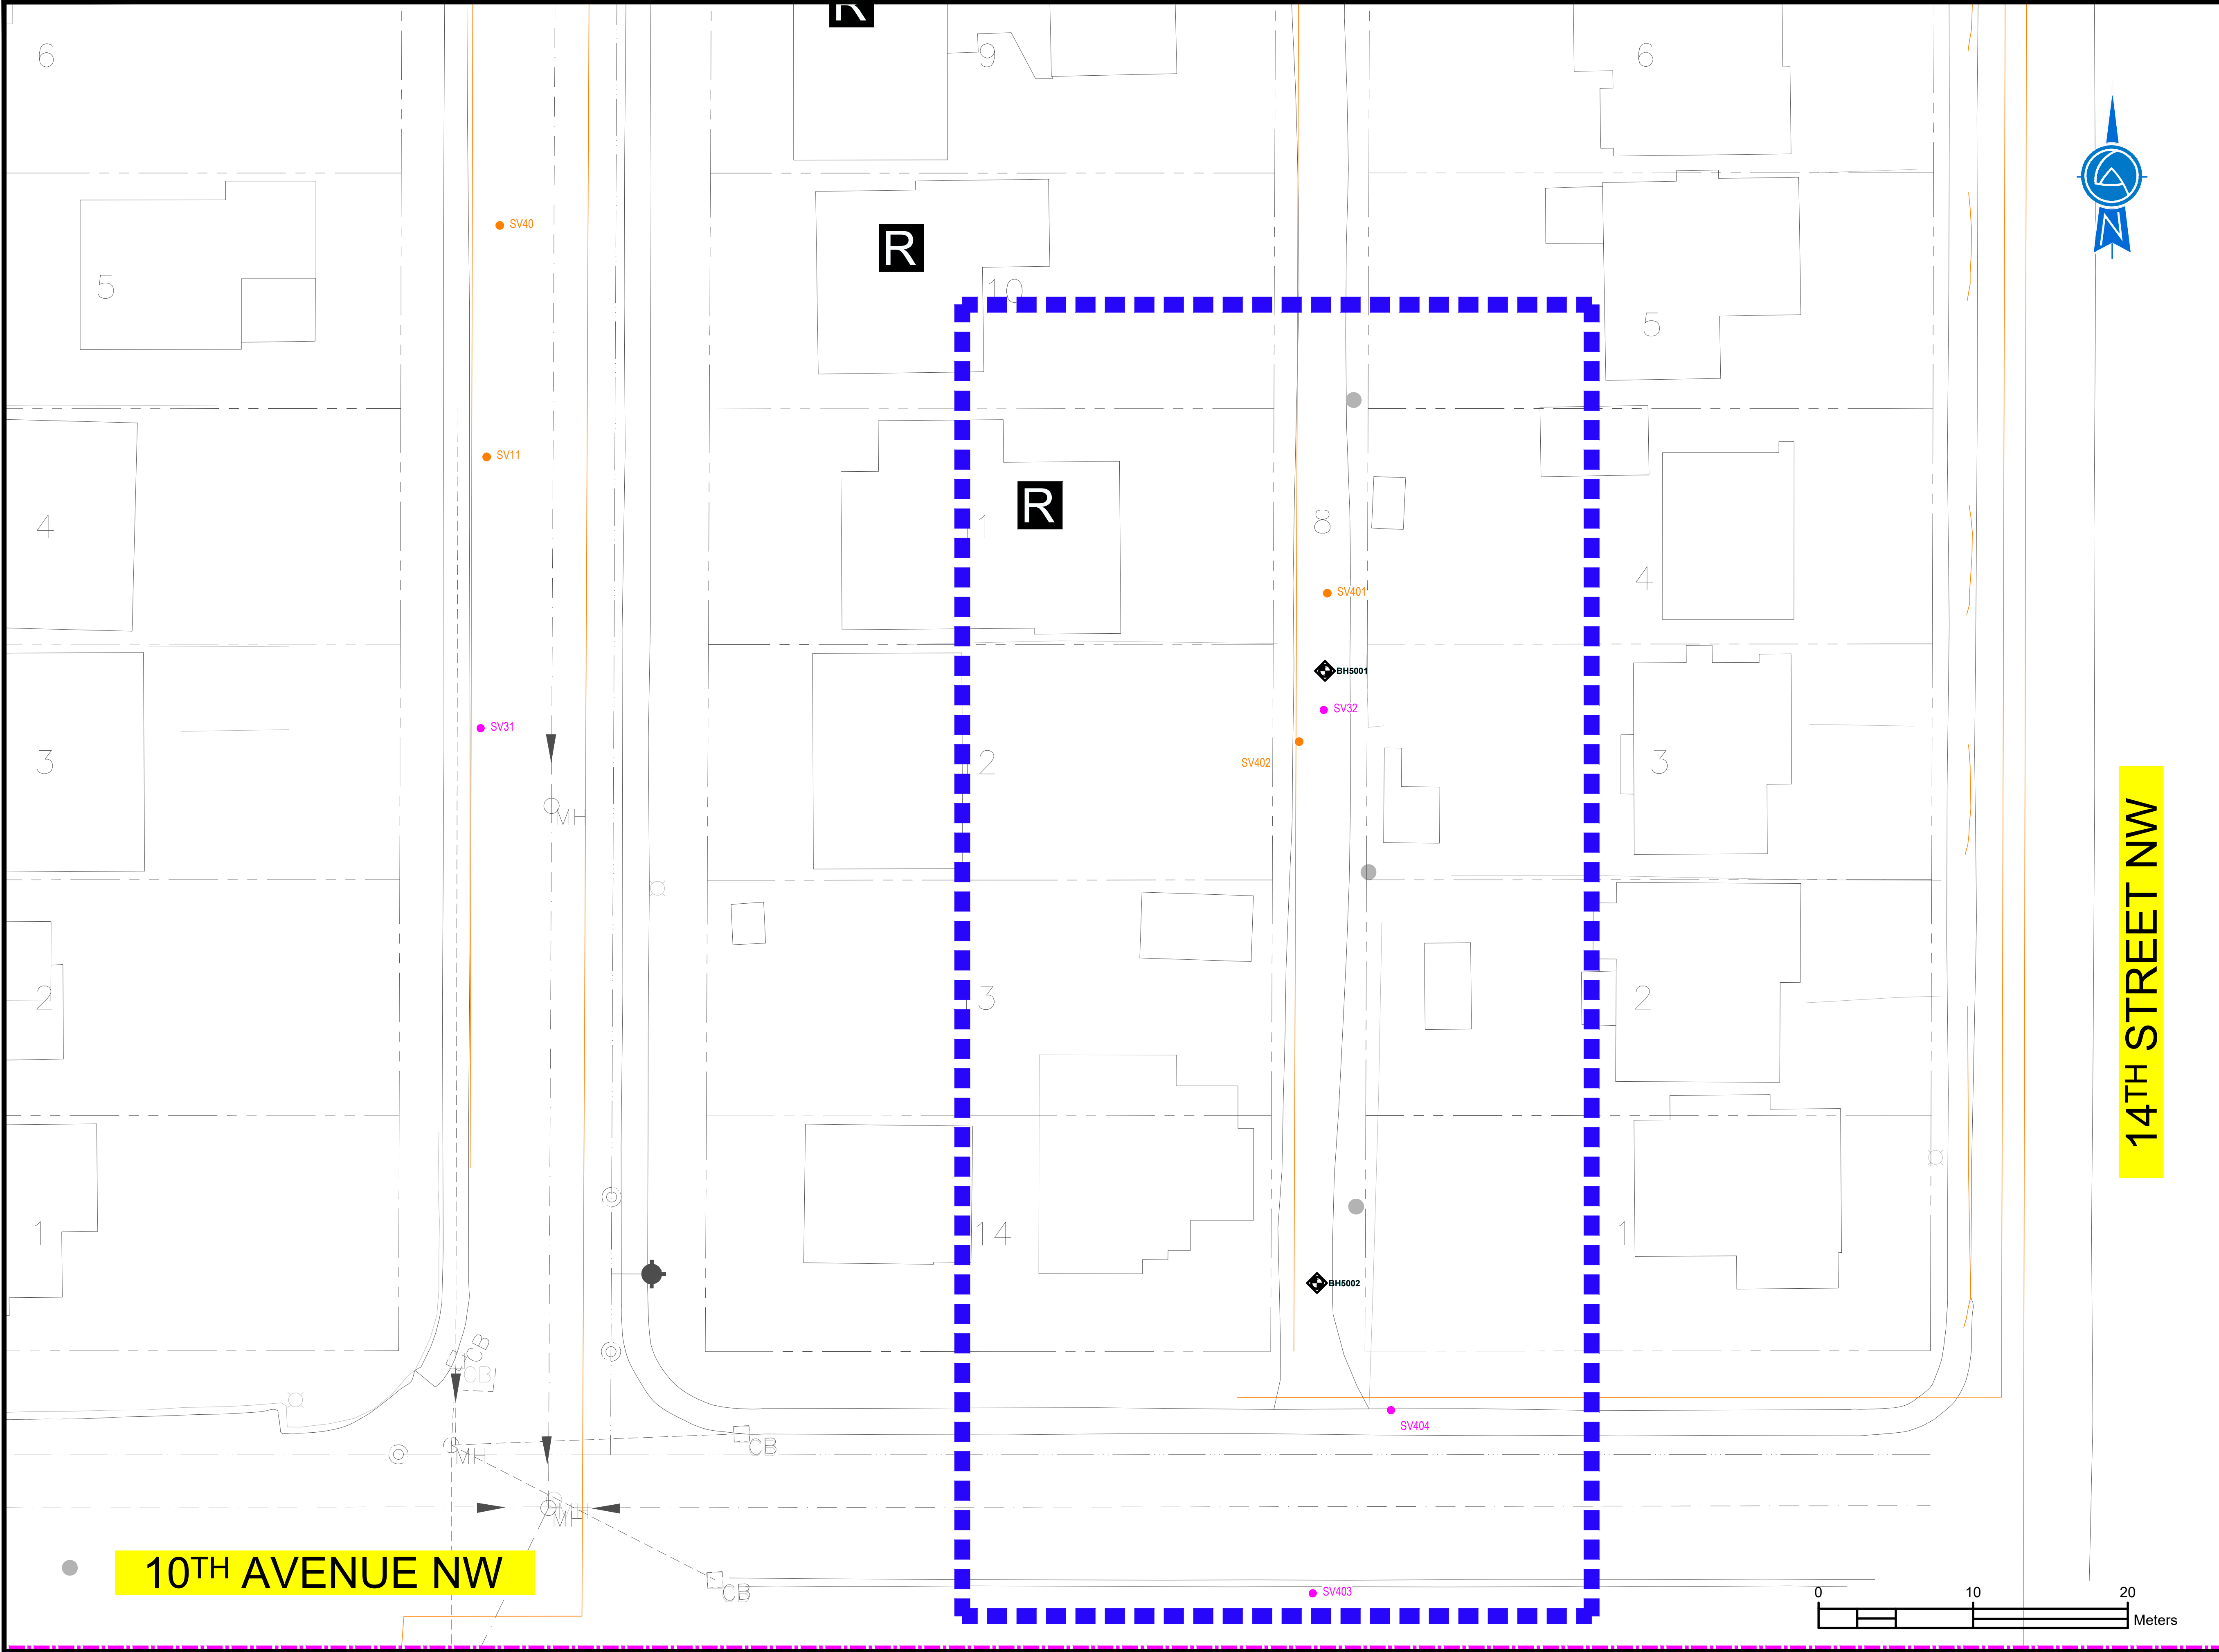 R
6
9
6
N
SV40
R
5
10
5
SV11
R
4
1
8
4
SV401
BH5001
SV32
SV31
SV402
3
2
3
MH
14TH STREET NW
2
3
2
1
14
1
BH5002
CB
CB
SV404
MH
CB
MH
10TH AVENUE NW
CB
SV403
0 10 20
Meters